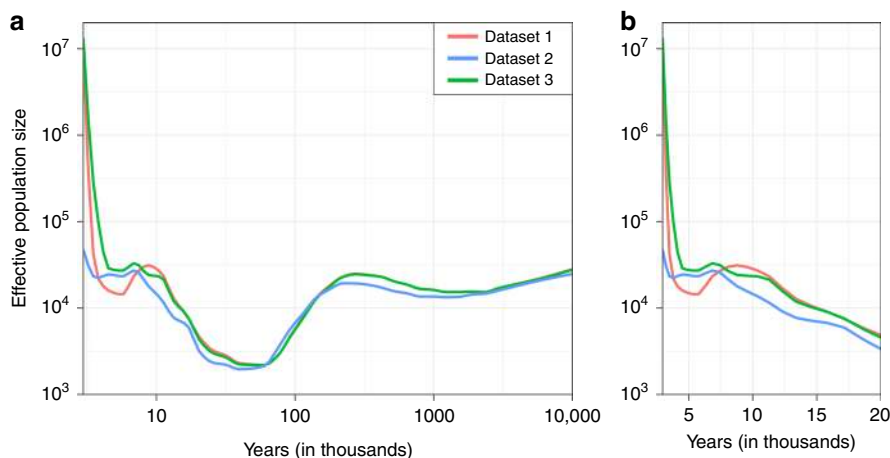 a
Effective population size
10⁷
10⁶
10⁵
10⁴
10³
Dataset 1
Dataset 2
Dataset 3
10
100
1000
10,000
Years (in thousands)
b
10⁷
10⁶
10⁵
10⁴
10³
5
10
15
20
Years (in thousands)